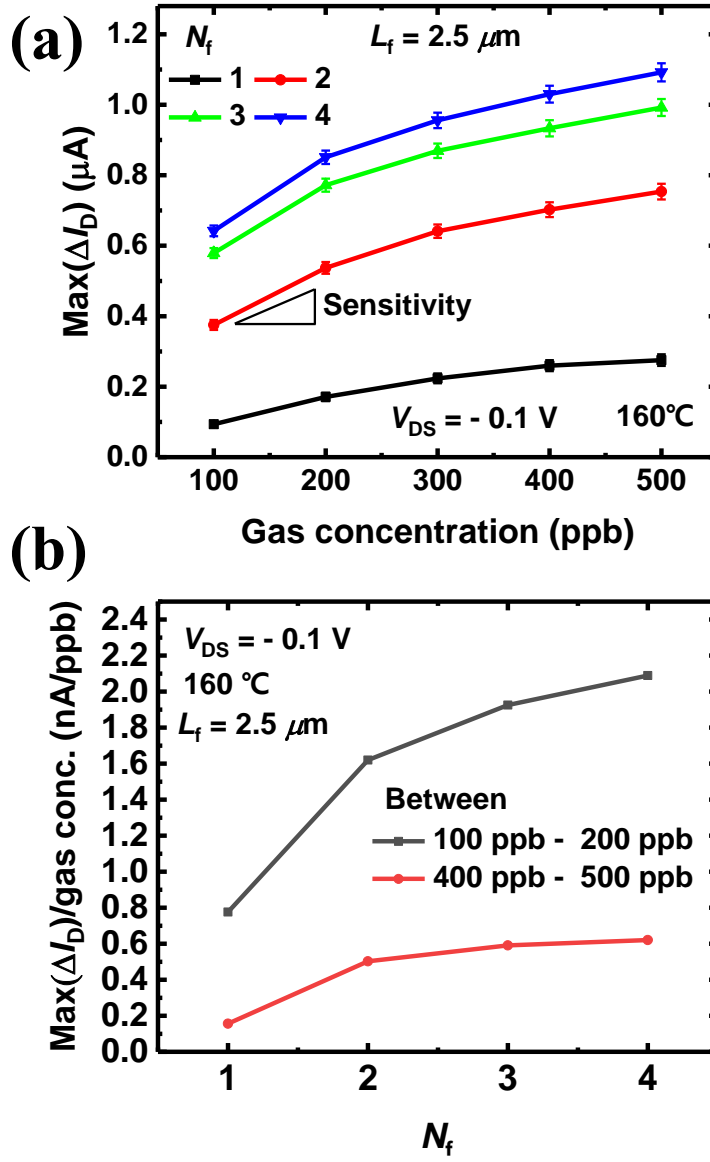 (a)
N_f
L_f = 2.5 μm
1 2
3 4
Max(ΔI_D) (μA)
1.2
1.0
0.8
0.6
0.4
0.2
0.0
Sensitivity
V_DS = - 0.1 V 160℃
100 200 300 400 500
Gas concentration (ppb)
(b)
Max(ΔI_D)/gas conc. (nA/ppb)
2.4
2.2
2.0
1.8
1.6
1.4
1.2
1.0
0.8
0.6
0.4
0.2
0.0
V_DS = - 0.1 V
160 ℃
L_f = 2.5 μm
Between
100 ppb - 200 ppb
400 ppb - 500 ppb
1 2 3 4
N_f